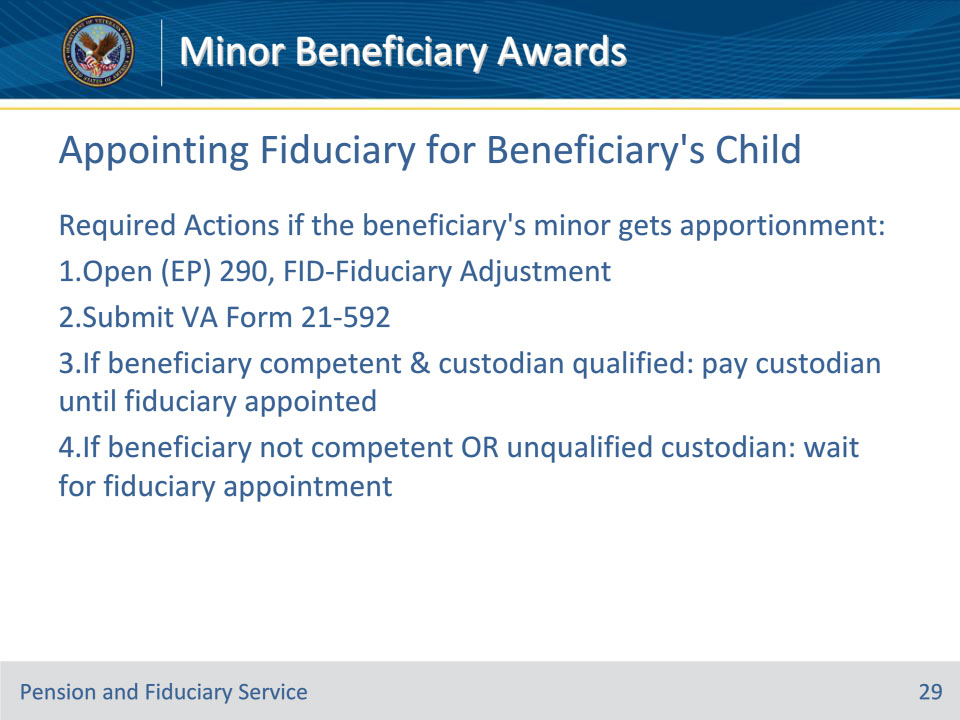 Minor Beneficiary Awards
Appointing Fiduciary for Beneficiary's Child
Required Actions if the beneficiary's minor gets apportionment:
1.Open (EP) 290, FID-Fiduciary Adjustment
2.Submit VA Form 21-592
3.If beneficiary competent & custodian qualified: pay custodian
until fiduciary appointed
4.If beneficiary not competent OR unqualified custodian: wait
for fiduciary appointment
Pension and Fiduciary Service
29